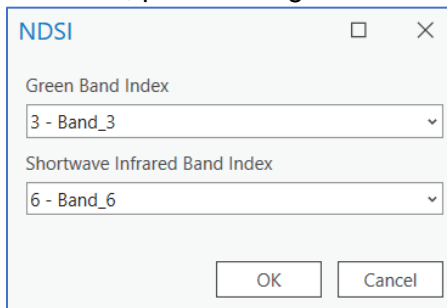 NDSI
Green Band Index
3 - Band_3
Shortwave Infrared Band Index
6 - Band_6
OK Cancel